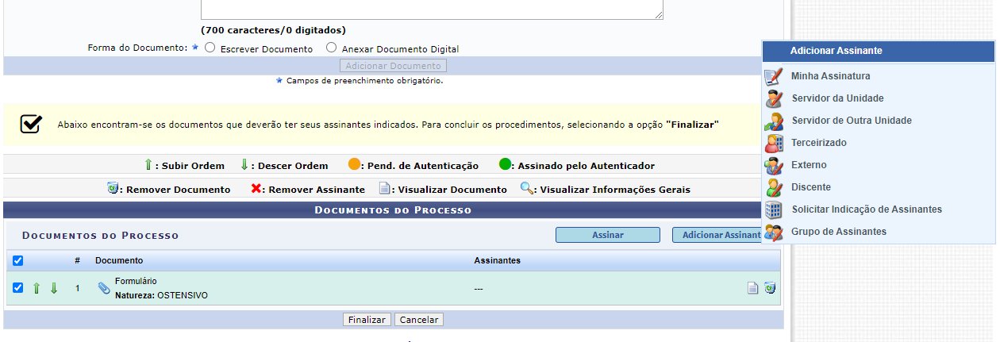 (700 caracteres/0 digitados)
Forma do Documento: Escrever Documento Anexar Documento Digital
Adicionar Documento
Campos de preenchimento obrigatório.
Abaixo encontram-se os documentos que deverão ter seus assinantes indicados. Para concluir os procedimentos, selecionando a opção "Finalizar"
: Subir Ordem : Descer Ordem : Pend. de Autenticação : Assinado pelo Autenticador
: Remover Documento : Remover Assinante : Visualizar Documento : Visualizar Informações Gerais
Documentos do Processo
Documentos do Processo Assinar Adicionar Assinant
# Documento Assinantes
1 Formulário ---
Natureza: OSTENSIVO
Finalizar Cancelar
Adicionar Assinante
Minha Assinatura
Servidor da Unidade
Servidor de Outra Unidade
Terceirizado
Externo
Discente
Solicitar Indicação de Assinantes
Grupo de Assinantes